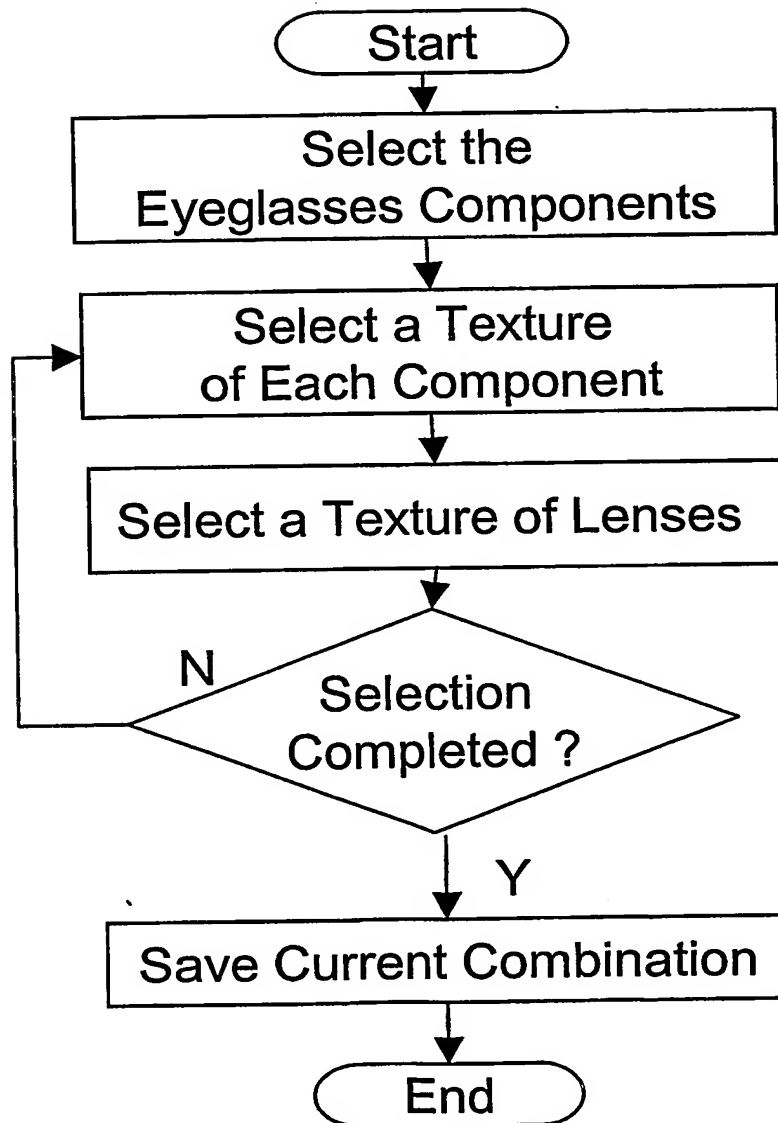 Start
Select the
Eyeglasses Components
Select a Texture
of Each Component
Select a Texture of Lenses
N
Selection
Completed ?
Y
Save Current Combination
End